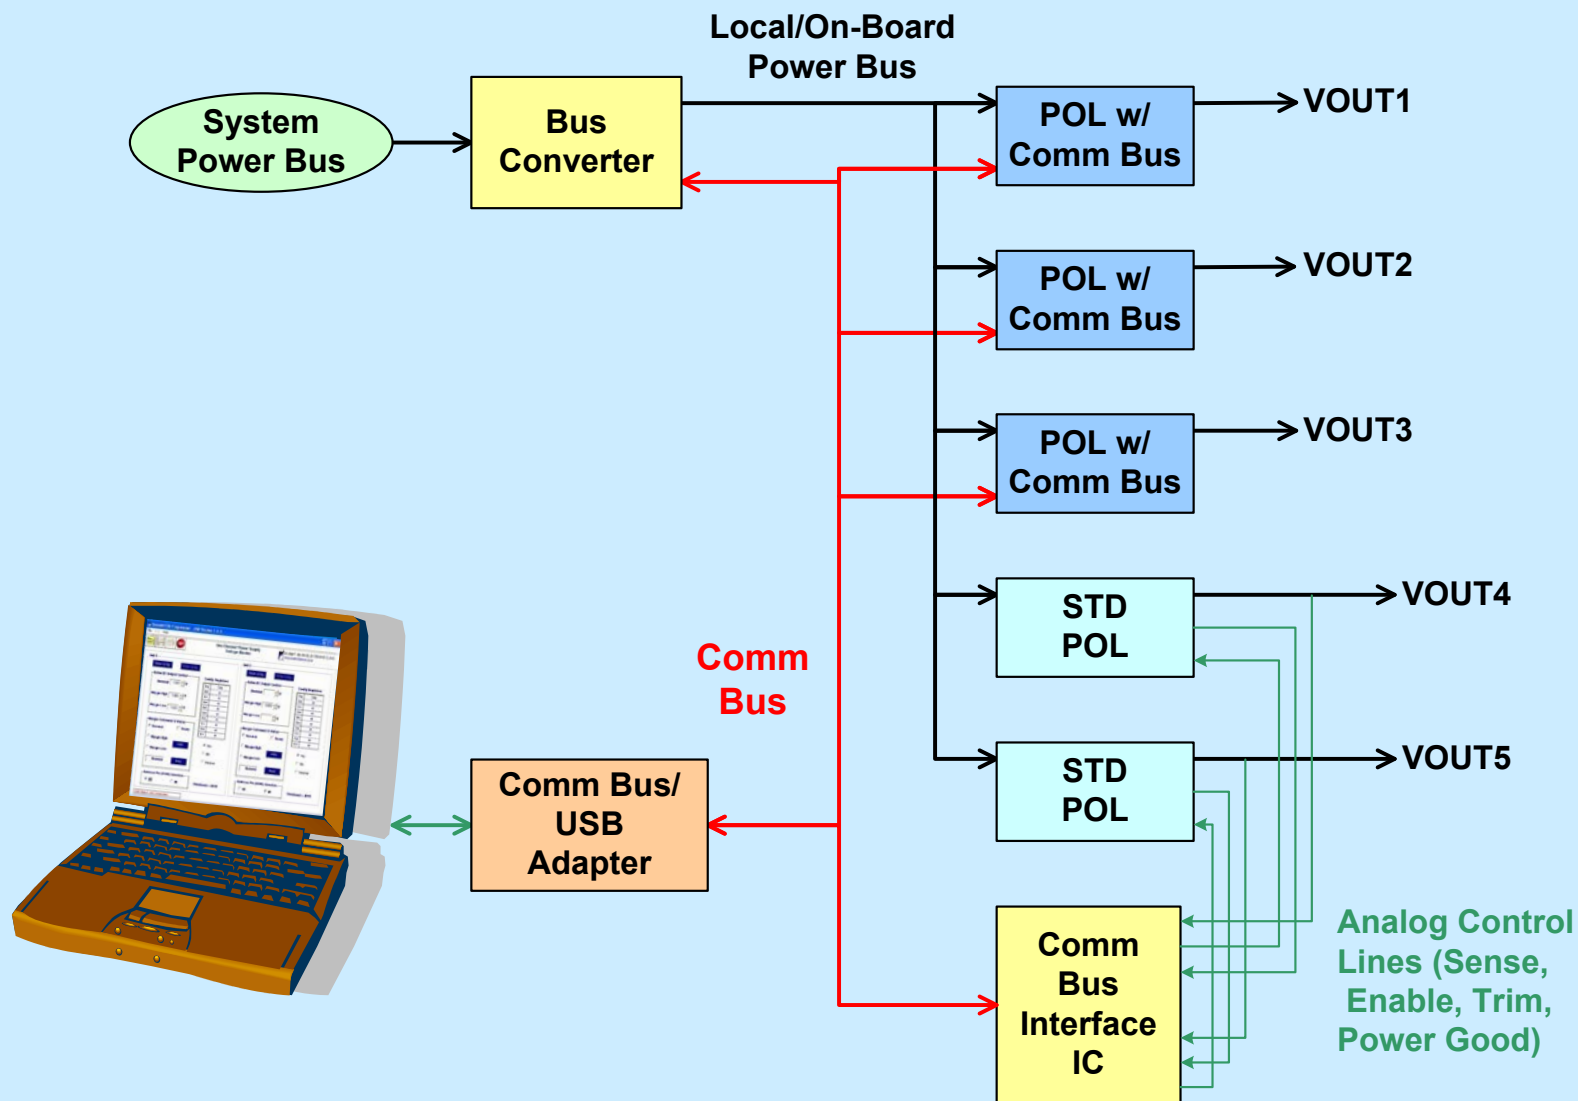 Local/On-Board
Power Bus
System
Power Bus
Bus
Converter
POL w/
Comm Bus
VOUT1
POL w/
Comm Bus
VOUT2
POL w/
Comm Bus
VOUT3
STD
POL
VOUT4
Comm
Bus
STD
POL
VOUT5
Comm Bus/
USB
Adapter
Comm
Bus
Interface
IC
Analog Control
Lines (Sense,
Enable, Trim,
Power Good)